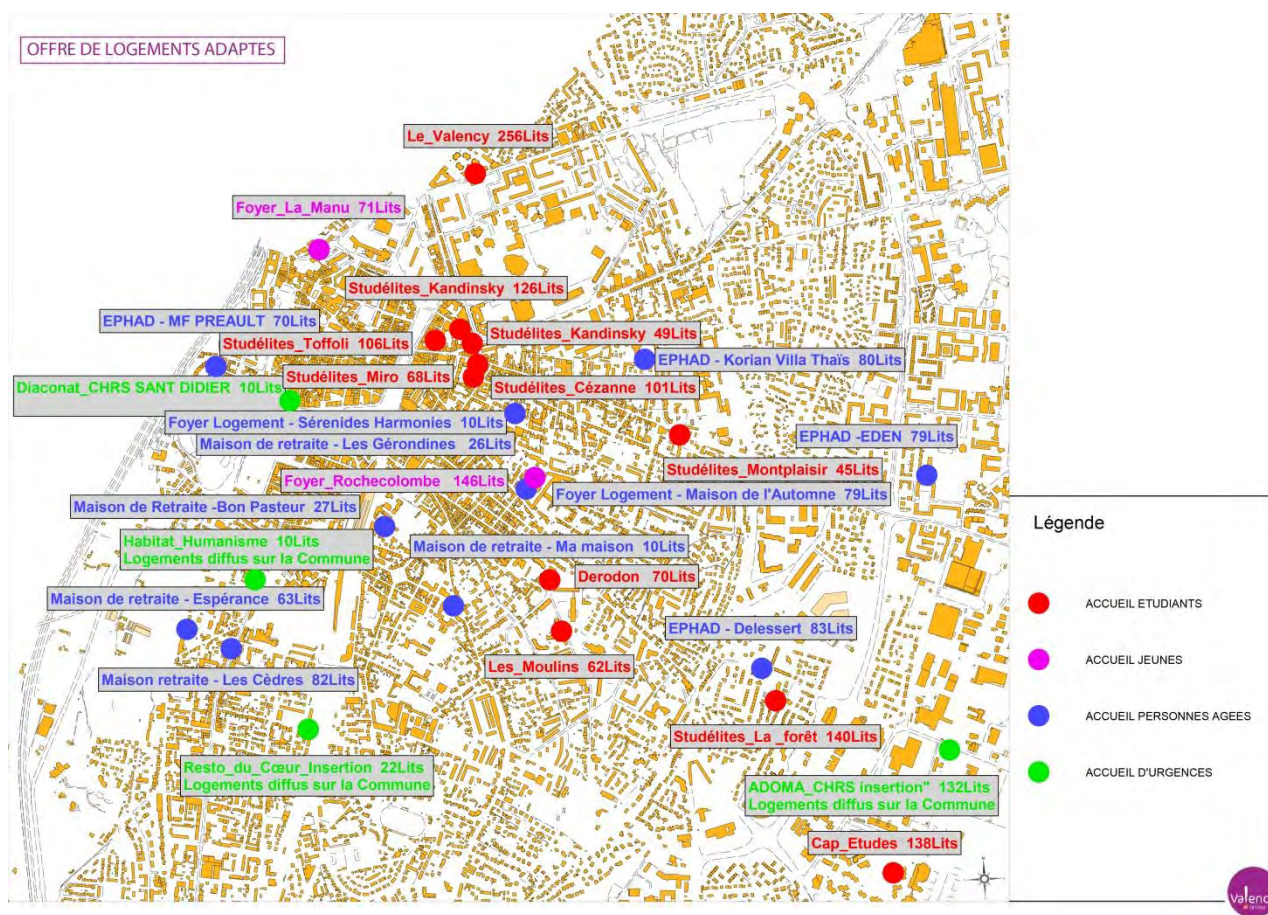 OFFRE DE LOGEMENTS ADAPTES
Le_Valency 256Lits
Foyer_La_Manu 71Lits
Studélites_Kandinsky 126Lits
EPHAD - MF PREAULT 70Lits
Studélites_Kandinsky 49Lits
Studélites_Toffoli 106Lits
EPHAD - Korian Villa Thaïs 80Lits
Studélites_Miro 68Lits
Diaconat_CHRS SANT DIDIER 10Lits
Studélites_Cézanne 101Lits
Foyer Logement - Sérenides Harmonies 10Lits
Maison de retraite - Les Gérondines 26Lits
EPHAD -EDEN 79Lits
Studélites_Montplaisir 45Lits
Foyer_Rochecolombe 146Lits
Foyer Logement - Maison de l'Automne 79Lits
Maison de Retraite -Bon Pasteur 27Lits
Habitat_Humanisme 10Lits
Logements diffus sur la Commune
Maison de retraite - Ma maison 10Lits
Derodon 70Lits
Maison de retraite - Espérance 63Lits
EPHAD - Delessert 83Lits
Les_Moulins 62Lits
Maison retraite - Les Cèdres 82Lits
Studélites_La _forêt 140Lits
Resto_du_Cœur_Insertion 22Lits
Logements diffus sur la Commune
ADOMA_CHRS insertion" 132Lits
Logements diffus sur la Commune
Cap_Etudes 138Lits
Légende
ACCUEIL ETUDIANTS
ACCUEIL JEUNES
ACCUEIL PERSONNES AGEES
ACCUEIL D'URGENCES
Valenc